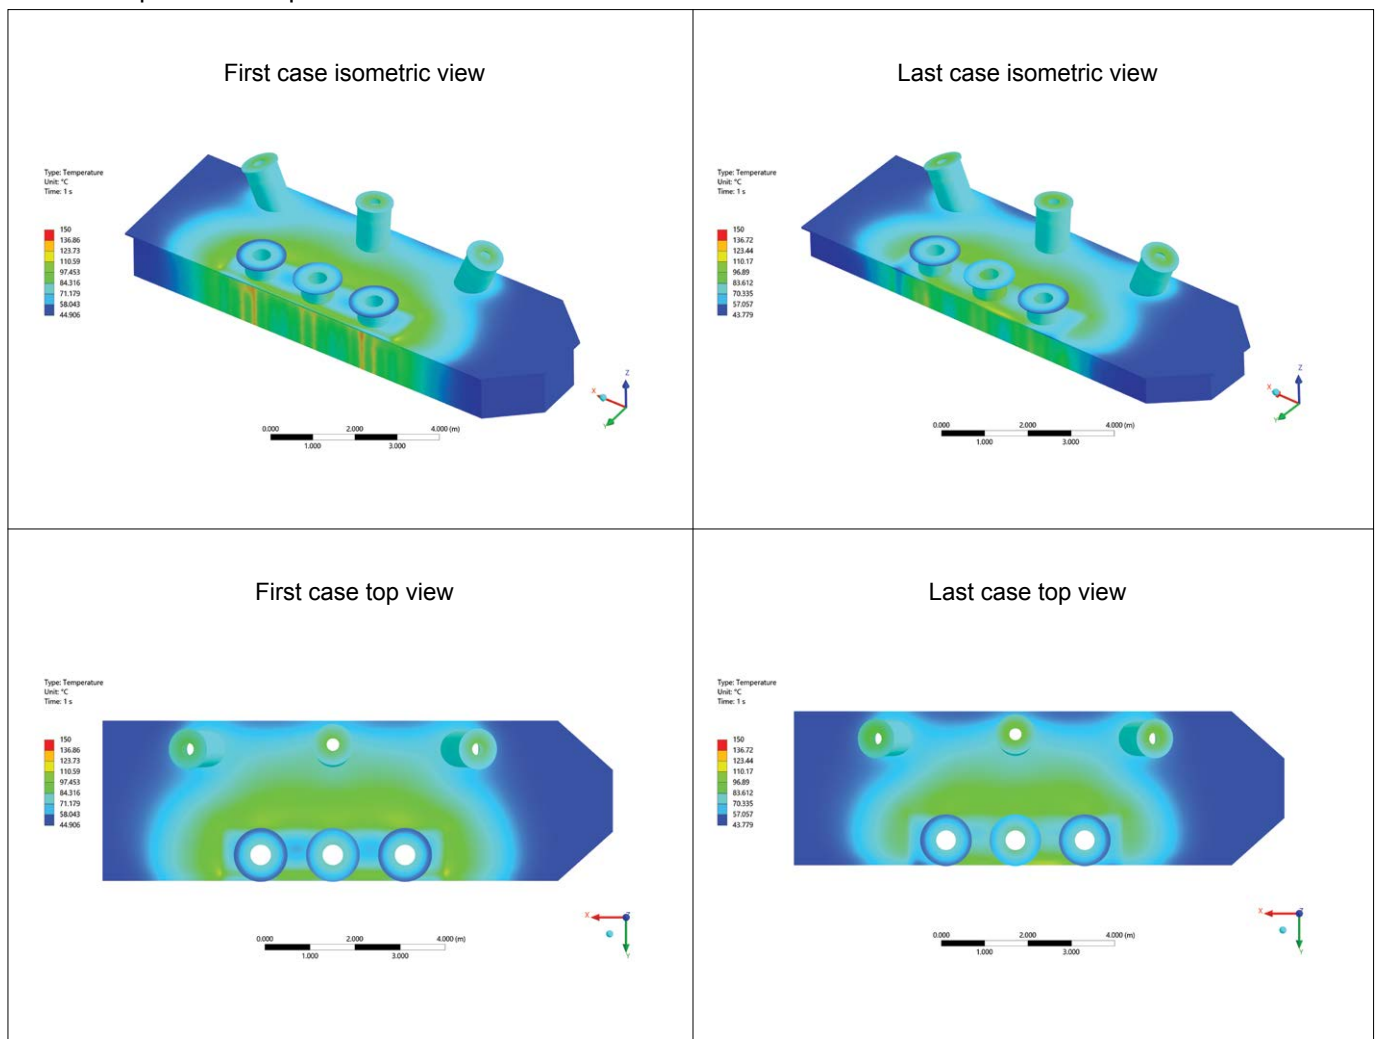 First case isometric view
Type: Temperature
Unit: °C
Time: 1 s
150
136.86
123.73
110.59
97.453
84.316
71.179
58.043
44.906
Z
X
Y
0.000 2.000 4.000 (m)
1.000 3.000
Last case isometric view
Type: Temperature
Unit: °C
Time: 1 s
150
136.72
123.44
110.17
96.89
83.612
70.335
57.057
43.779
Z
X
Y
0.000 2.000 4.000 (m)
1.000 3.000
First case top view
Type: Temperature
Unit: °C
Time: 1 s
150
136.86
123.73
110.59
97.453
84.316
71.179
58.043
44.906
X Z
Y
0.000 2.000 4.000 (m)
1.000 3.000
Last case top view
Type: Temperature
Unit: °C
Time: 1 s
150
136.72
123.44
110.17
96.89
83.612
70.335
57.057
43.779
X Z
Y
0.000 2.000 4.000 (m)
1.000 3.000